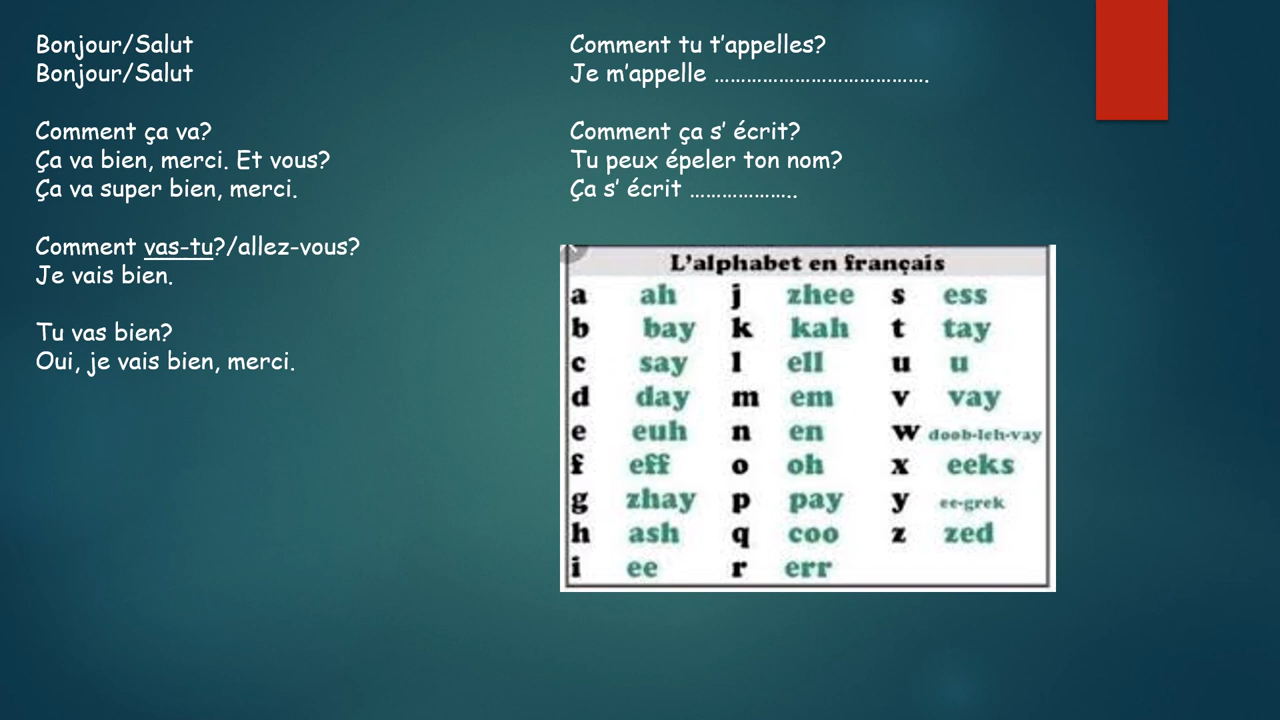 Bonjour/Salut
Bonjour/Salut
Comment ça va?
Ça va bien, merci. Et vous?
Ça va super bien, merci.
Comment vas-tu?/allez-vous?
Je vais bien.
Tu vas bien?
Oui, je vais bien, merci.
Comment tu t’appelles?
Je m’appelle ………………………………….
Comment ça s’ écrit?
Tu peux épeler ton nom?
Ça s’ écrit ………………..
L’alphabet en français
a ah j zhee s ess
b bay k kah t tay
c say l ell u u
d day m em v vay
e euh n en w doob-leh-vay
f eff o oh x eeks
g zhay p pay y ee-grek
h ash q coo z zed
i ee r err